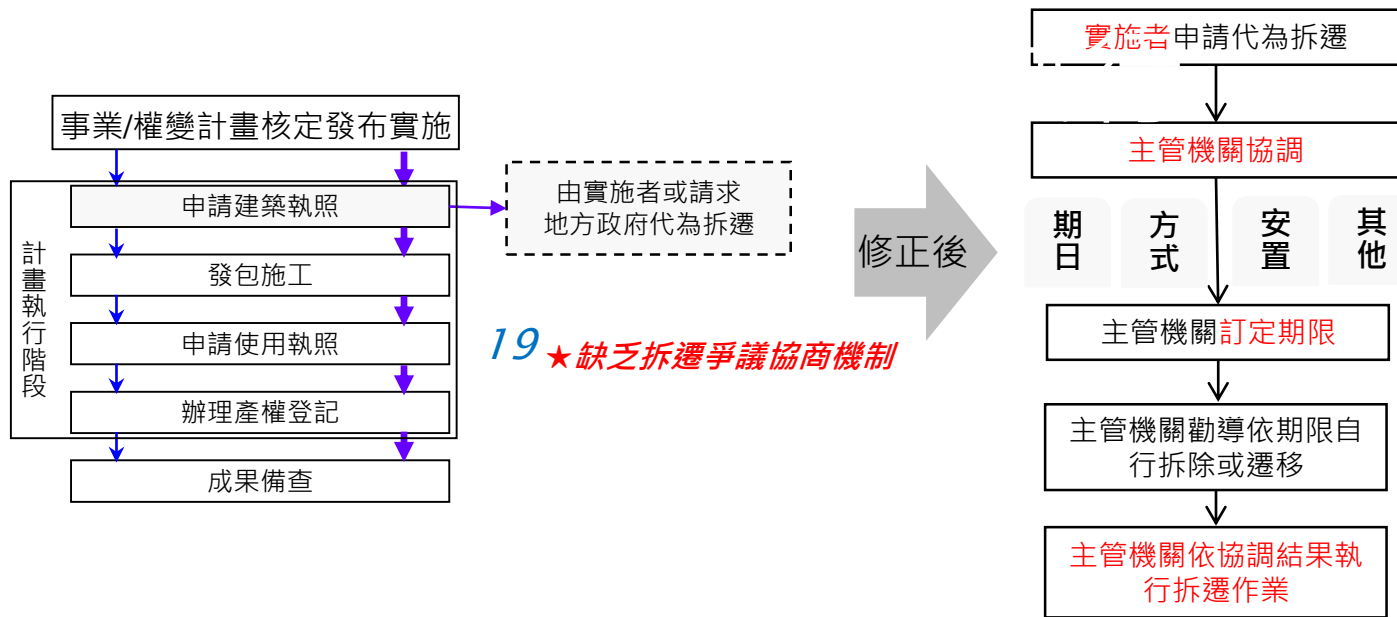 事業/權變計畫核定發布實施
計畫執行階段
申請建築執照
發包施工
申請使用執照
辦理產權登記
成果備查
由實施者或請求
地方政府代為拆遷
19 ★缺乏拆遷爭議協商機制
修正後
實施者申請代為拆遷
主管機關協調
期日
方式
安置
其他
主管機關訂定期限
主管機關勸導依期限自
行拆除或遷移
主管機關依協調結果執
行拆遷作業